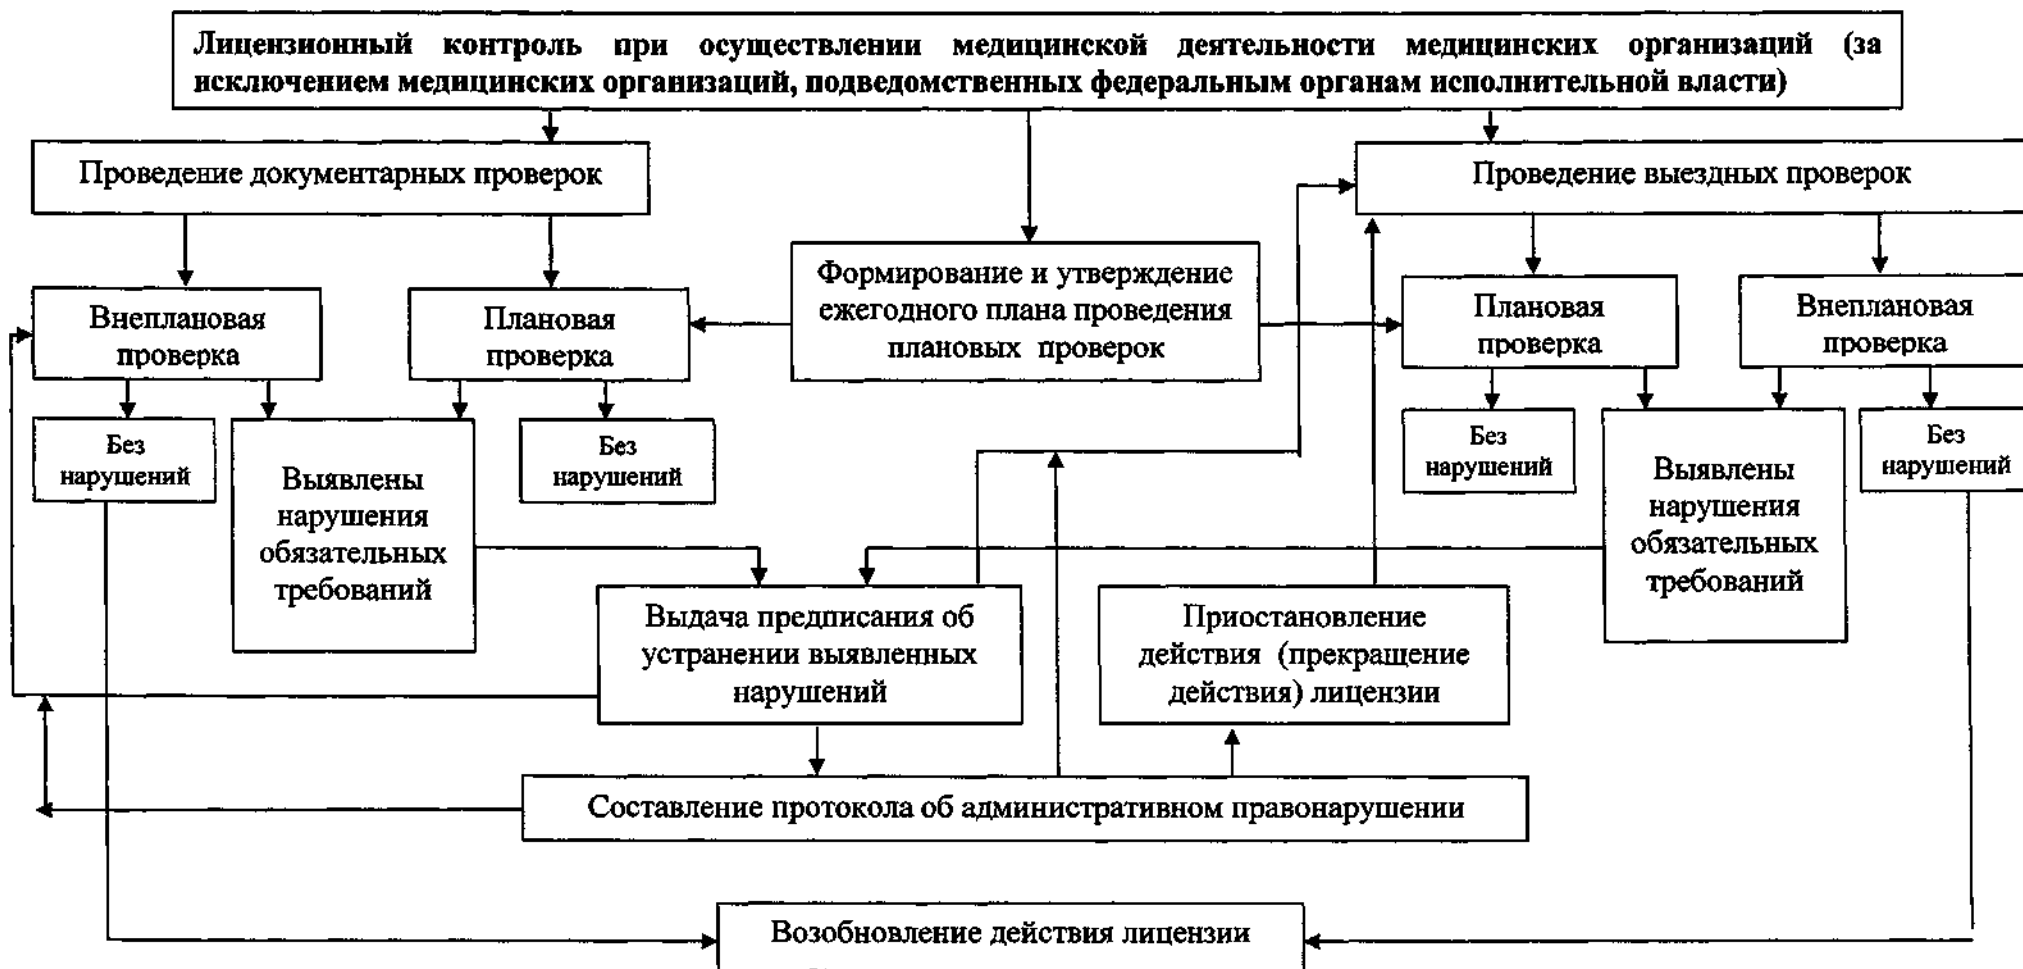 Лицензионный контроль при осуществлении медицинской деятельности медицинских организаций (за
исключением медицинских организаций, подведомственных федеральным органам исполнительной власти)
Проведение документарных проверок
Проведение выездных проверок
Формирование и утверждение
ежегодного плана проведения
плановых проверок
Внеплановая
проверка
Плановая
проверка
Плановая
проверка
Внеплановая
проверка
Без
нарушений
Выявлены
нарушения
обязательных
требований
Без
нарушений
Без
нарушений
Выявлены
нарушения
обязательных
требований
Без
нарушений
Выдача предписания об
устранении выявленных
нарушений
Приостановление
действия (прекращение
действия) лицензии
Составление протокола об административном правонарушении
Возобновление действия лицензии